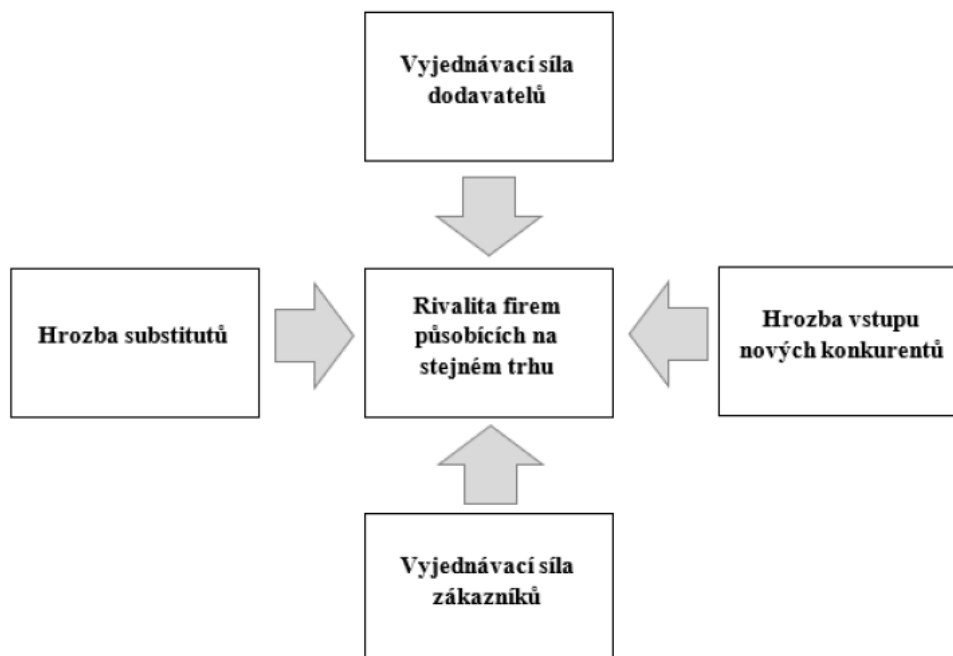 Vyjednávací síla
dodavatelů
Hrozba substitutů
Rivalita firem
působících na
stejném trhu
Hrozba vstupu
nových konkurentů
Vyjednávací síla
zákazníků